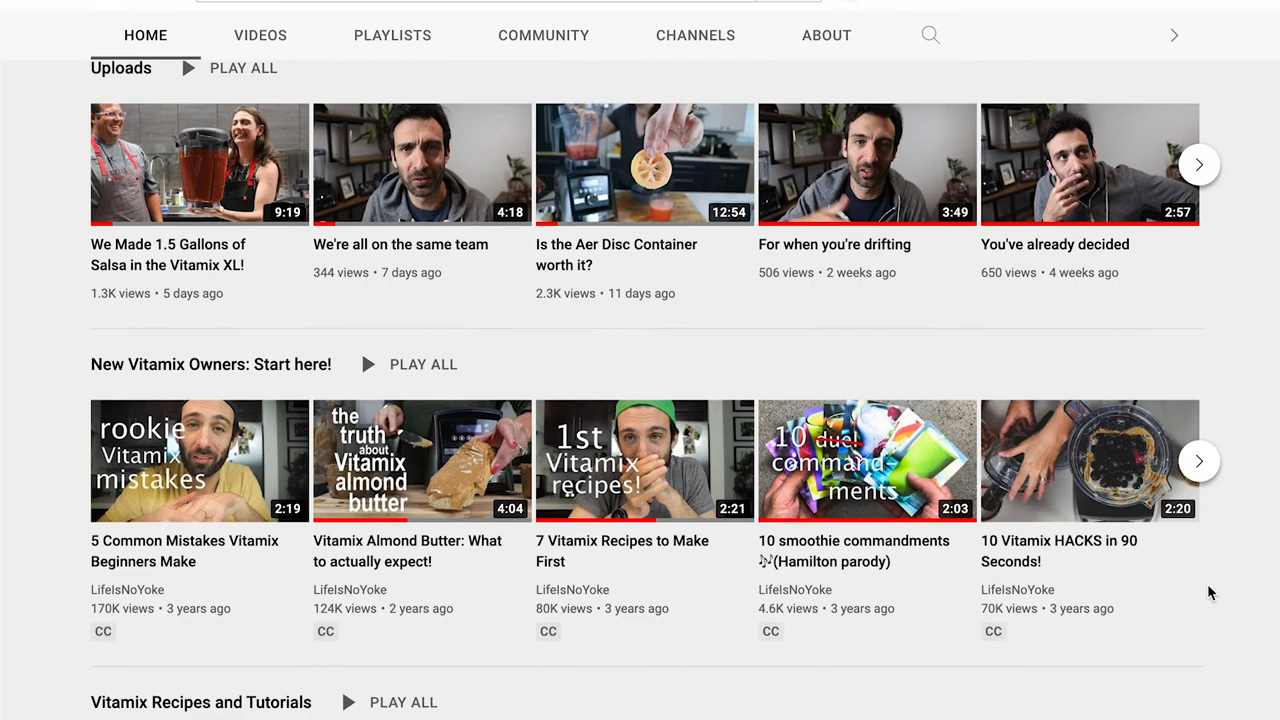 HOME VIDEOS PLAYLISTS COMMUNITY CHANNELS ABOUT
Uploads PLAY ALL
9:19 4:18 12:54 3:49 2:57
We Made 1.5 Gallons of
Salsa in the Vitamix XL!
1.3K views • 5 days ago
We're all on the same team
344 views • 7 days ago
Is the Aer Disc Container
worth it?
2.3K views • 11 days ago
For when you're drifting
506 views • 2 weeks ago
You've already decided
650 views • 4 weeks ago
New Vitamix Owners: Start here! PLAY ALL
rookie
Vitamix
mistakes
2:19
5 Common Mistakes Vitamix
Beginners Make
LifeIsNoYoke
170K views • 3 years ago
CC
the
truth
about
Vitamix
almond
butter
4:04
Vitamix Almond Butter: What
to actually expect!
LifeIsNoYoke
124K views • 2 years ago
CC
1st
Vitamix
recipes!
2:21
7 Vitamix Recipes to Make
First
LifeIsNoYoke
80K views • 3 years ago
CC
10 duel
command-
ments
2:03
10 smoothie commandments
🎶(Hamilton parody)
LifeIsNoYoke
4.6K views • 3 years ago
CC
2:20
10 Vitamix HACKS in 90
Seconds!
LifeIsNoYoke
70K views • 3 years ago
CC
Vitamix Recipes and Tutorials PLAY ALL